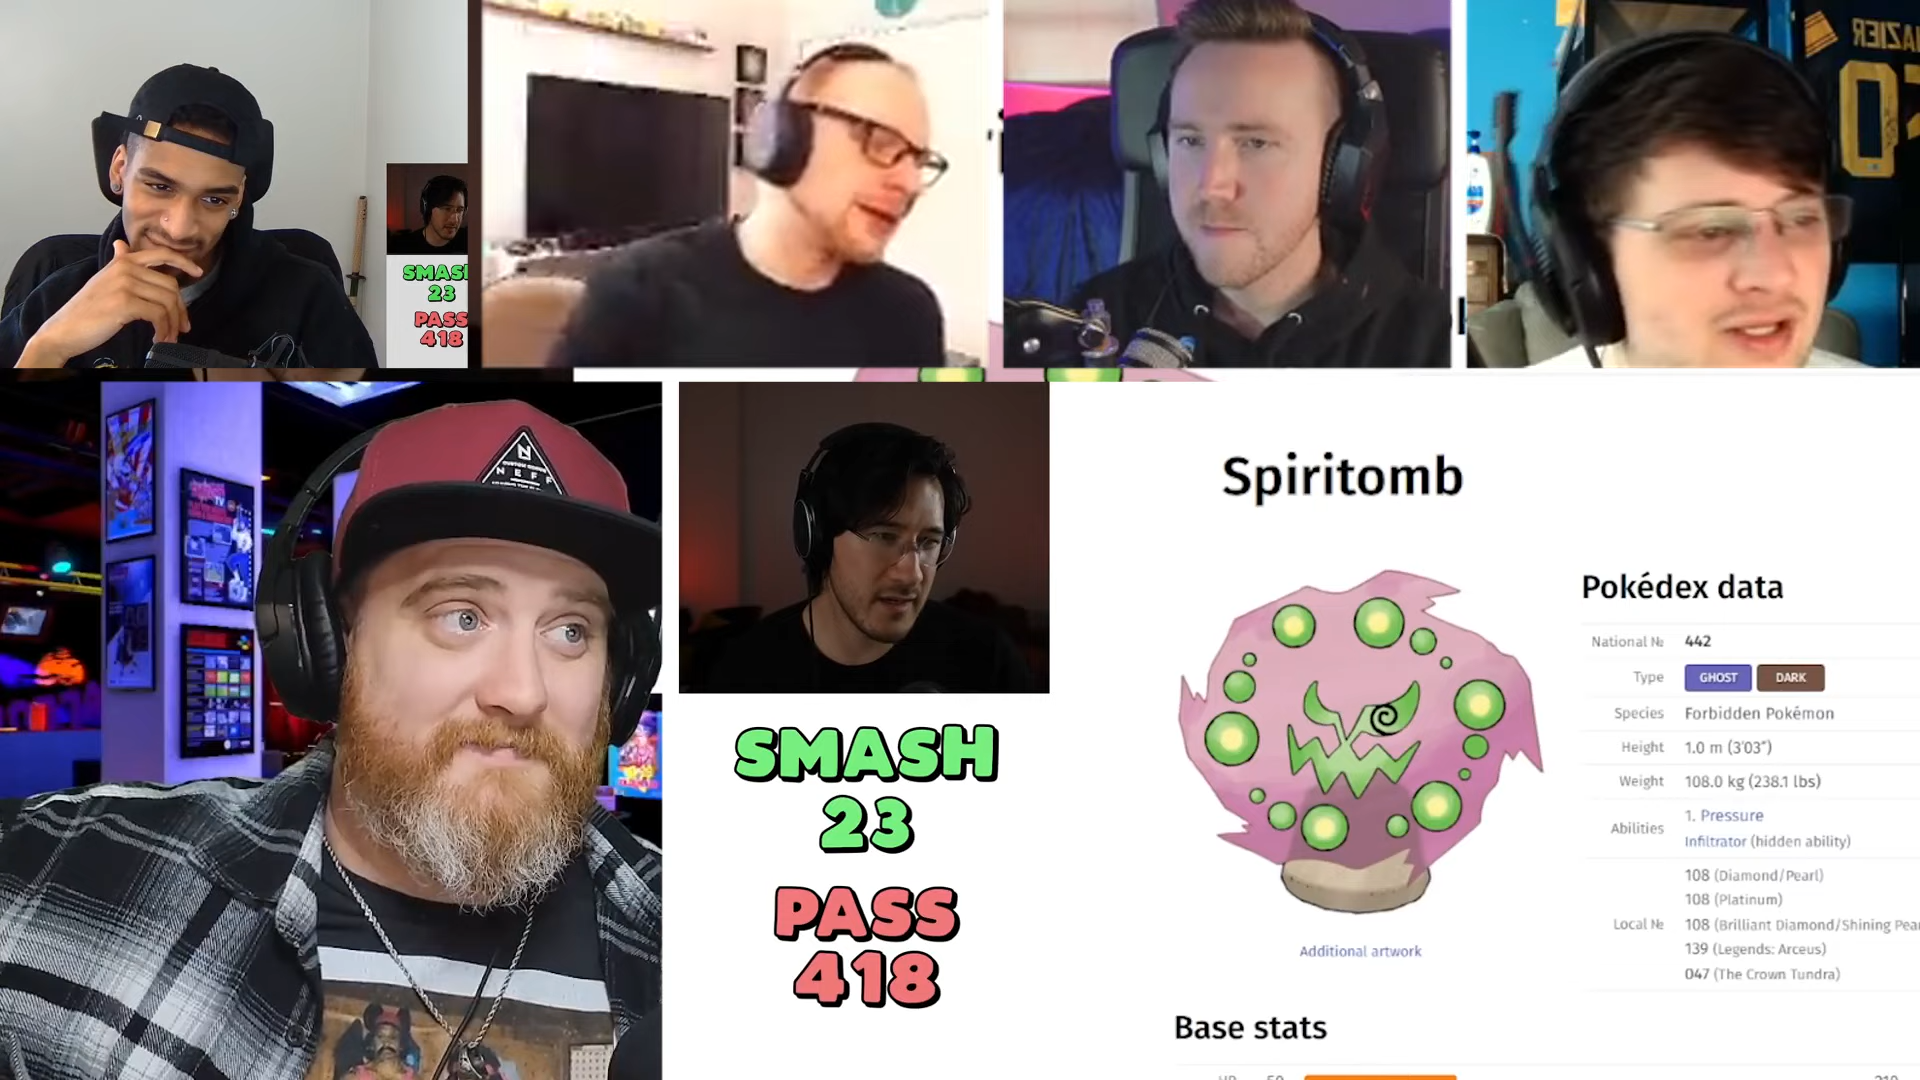 SMAS
23
PASS
418
NEFF
SMASH
23
PASS
418
Spiritomb
Additional artwork
Pokédex data
National № 442
Type GHOST DARK
Species Forbidden Pokémon
Height 1.0 m (3′03″)
Weight 108.0 kg (238.1 lbs)
Abilities 1. Pressure
Infiltrator (hidden ability)
Local № 108 (Diamond/Pearl)
108 (Platinum)
108 (Brilliant Diamond/Shining Pear
139 (Legends: Arceus)
047 (The Crown Tundra)
Base stats